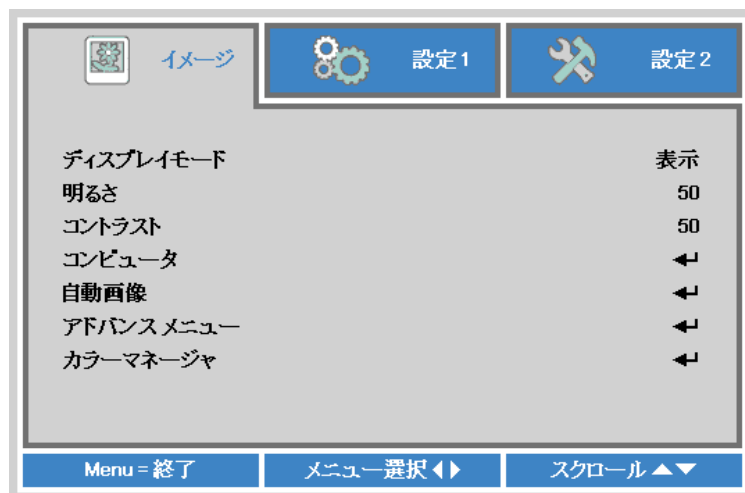 イメージ
設定1
設定2
ディスプレイモード 表示
明るさ 50
コントラスト 50
コンピュータ
自動画像
アドバンス メニュー
カラーマネージャ
Menu = 終了
メニュー選択 ◀▶
スクロール ▲▼